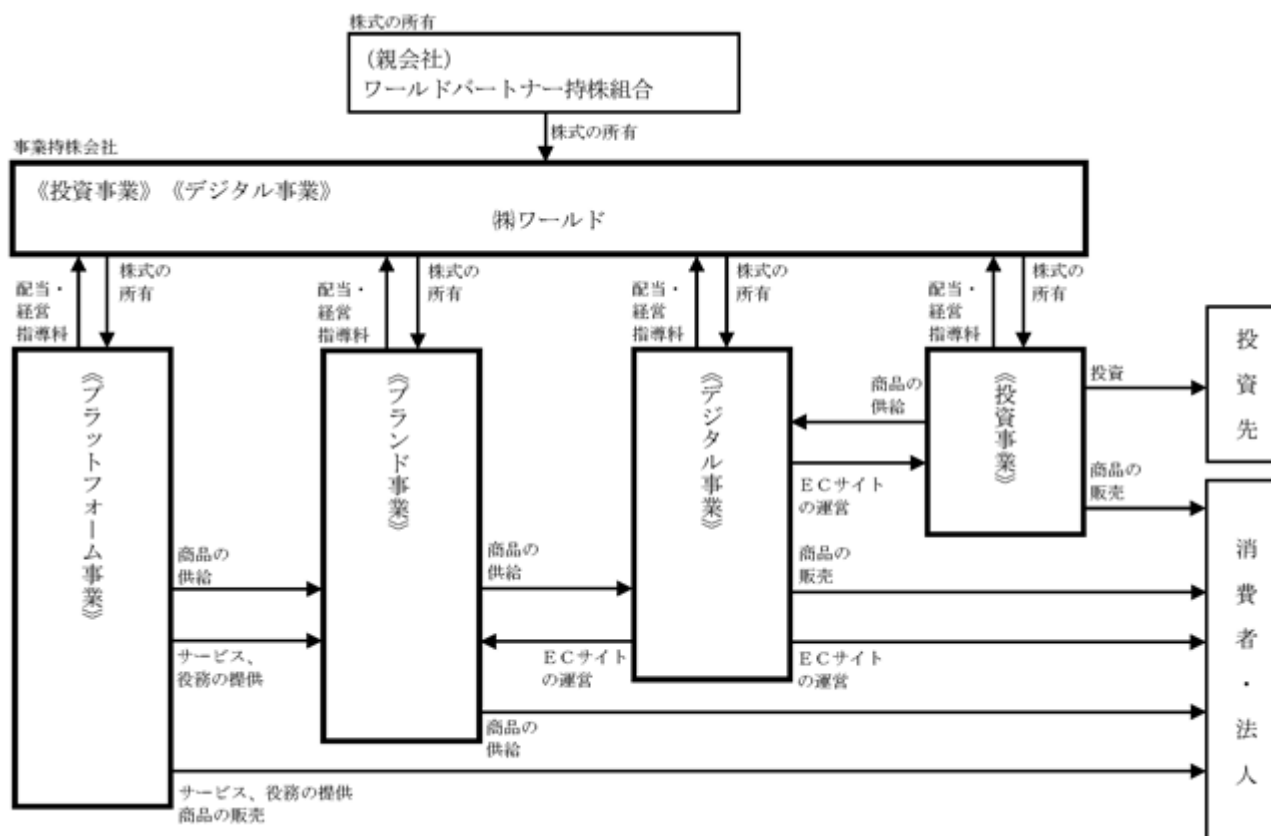 株式の所有
(親会社)
ワールドパートナー持株組合
株式の所有
事業持株会社
《投資事業》《デジタル事業》
㈱ワールド
配当・
経営
指導料
株式の
所有
配当・
経営
指導料
株式の
所有
配当・
経営
指導料
株式の
所有
配当・
経営
指導料
株式の
所有
《プラットフォーム事業》
《ブランド事業》
《デジタル事業》
《投資事業》
投資先
商品の
供給
投資
ECサイト
の運営
商品の
販売
消費者・法人
商品の
供給
商品の
供給
商品の
販売
サービス、
役務の提供
ECサイト
の運営
ECサイト
の運営
商品の
供給
サービス、役務の提供
商品の販売